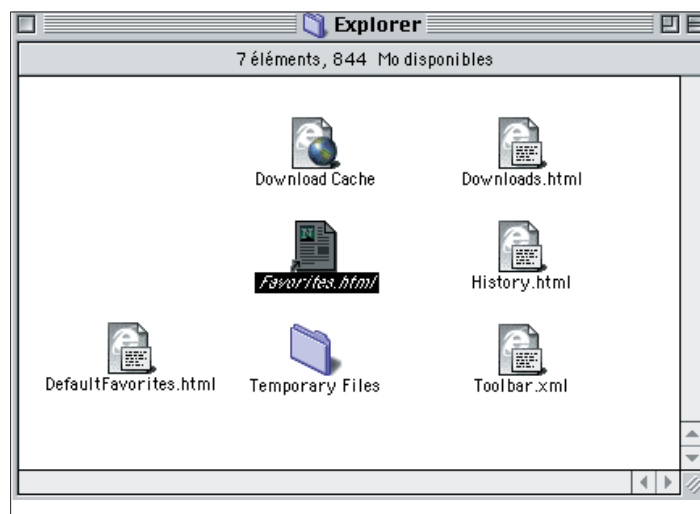 Explorer
7 éléments, 844 Mo disponibles
Download Cache
Downloads.html
Favorites.html
History.html
DefaultFavorites.html
Temporary Files
Toolbar.xml